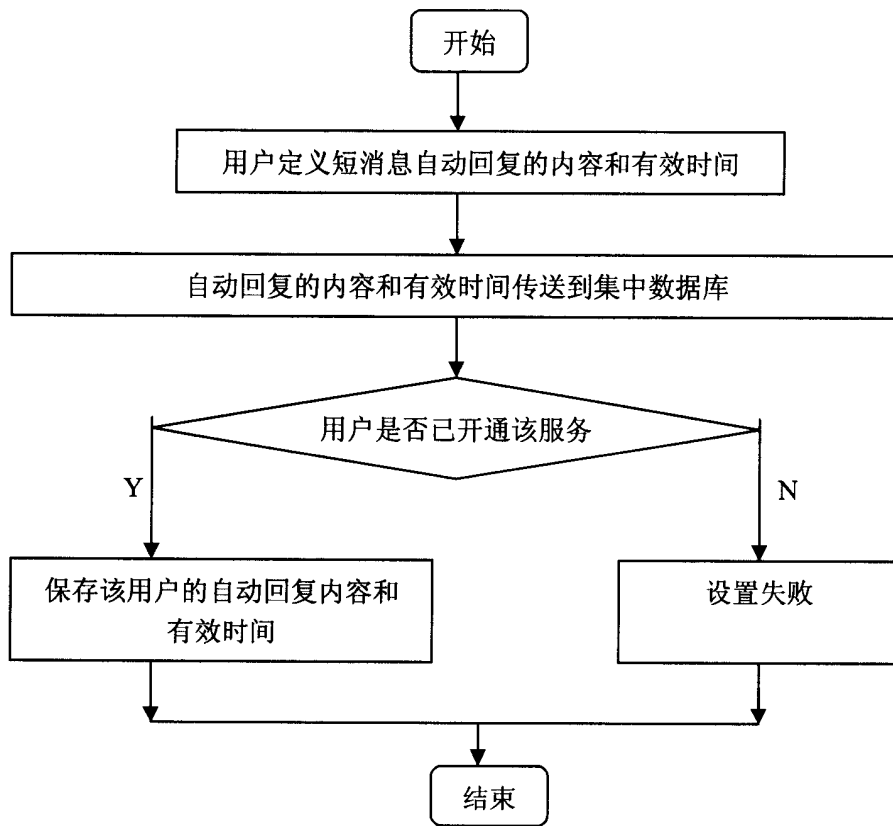 开始
用户定义短消息自动回复的内容和有效时间
自动回复的内容和有效时间传送到集中数据库
用户是否已开通该服务
Y
N
保存该用户的自动回复内容和
有效时间
设置失败
结束